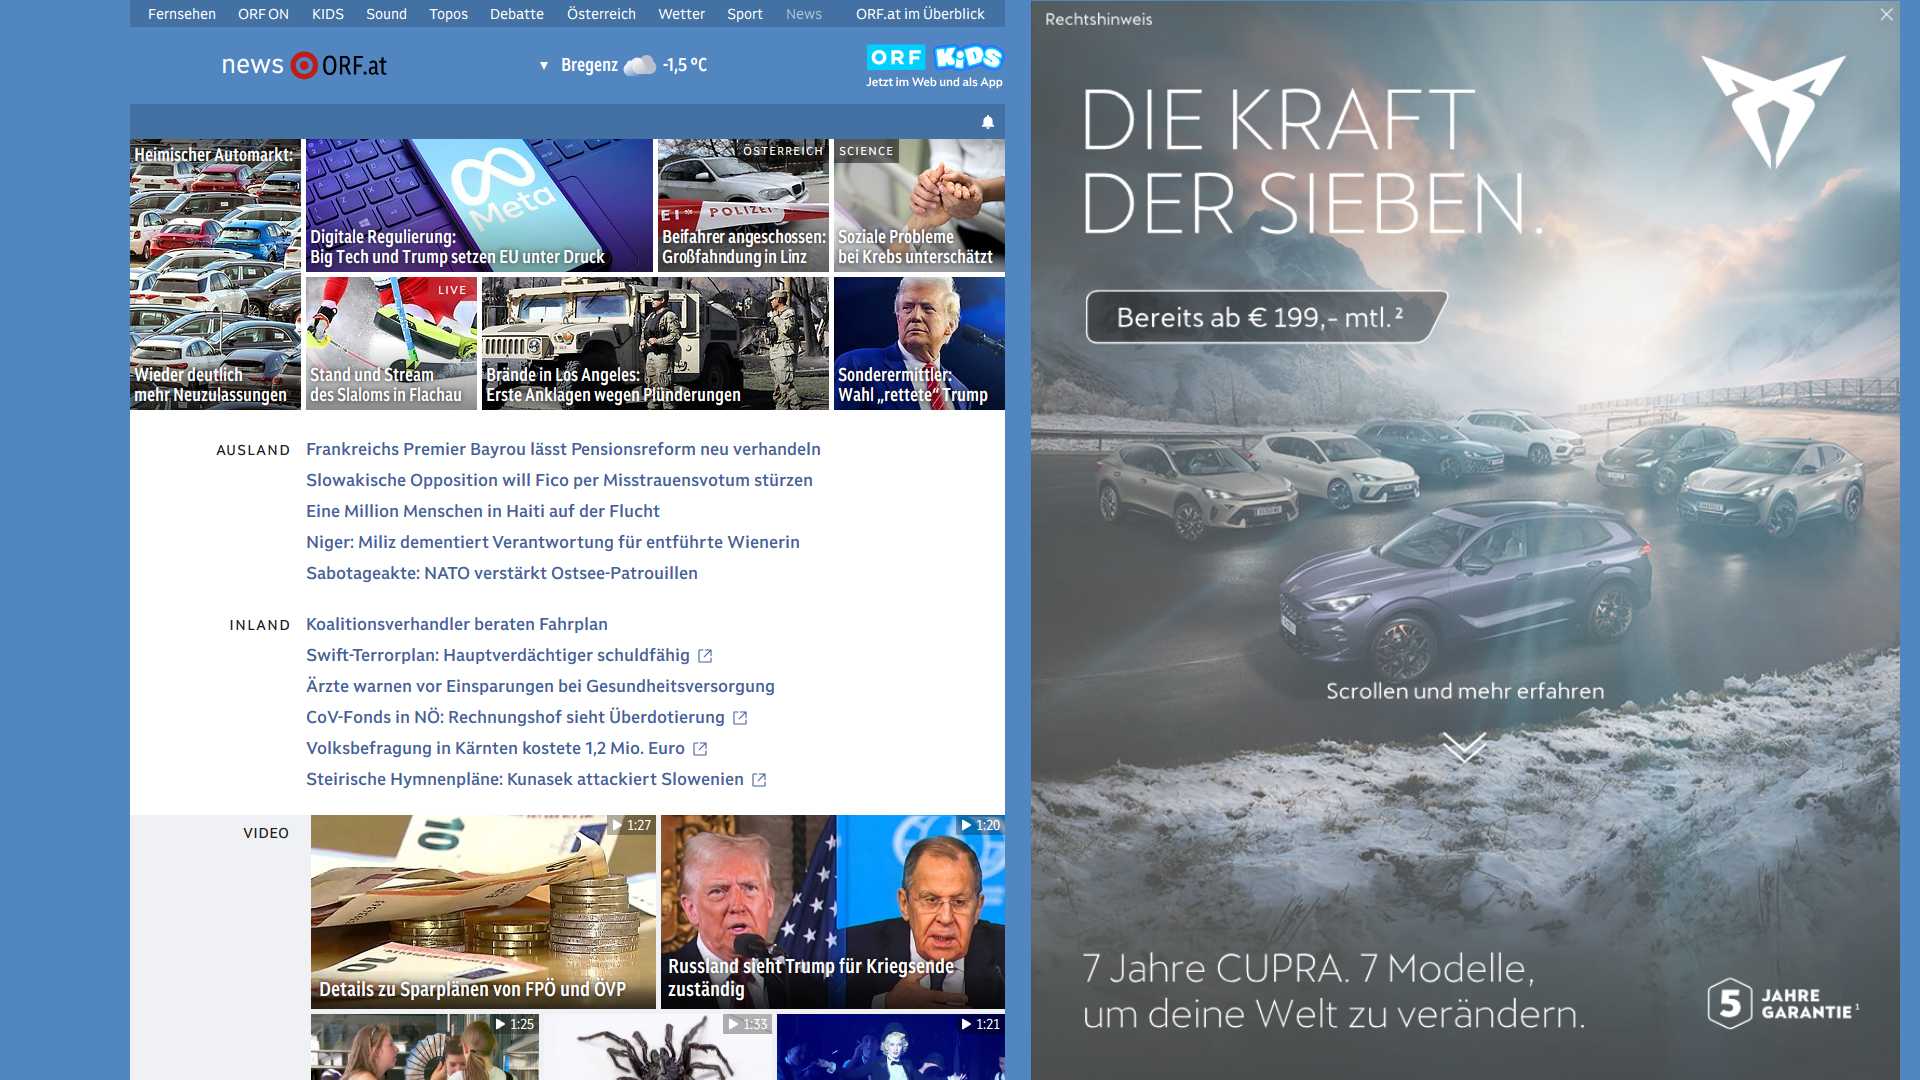 Fernsehen ORF ON KIDS Sound Topos Debatte Österreich Wetter Sport News ORF.at im Überblick
news ORF.at
Bregenz -1,5 °C
ORF KiDS
Jetzt im Web und als App
Heimischer Automarkt:
Wieder deutlich
mehr Neuzulassungen
Meta
Digitale Regulierung:
Big Tech und Trump setzen EU unter Druck
ÖSTERREICH
EI * POLIZEI
Beifahrer angeschossen:
Großfahndung in Linz
SCIENCE
Soziale Probleme
bei Krebs unterschätzt
LIVE
Stand und Stream
des Slaloms in Flachau
Brände in Los Angeles:
Erste Anklagen wegen Plünderungen
Sonderermittler:
Wahl „rettete“ Trump
AUSLAND
Frankreichs Premier Bayrou lässt Pensionsreform neu verhandeln
Slowakische Opposition will Fico per Misstrauensvotum stürzen
Eine Million Menschen in Haiti auf der Flucht
Niger: Miliz dementiert Verantwortung für entführte Wienerin
Sabotageakte: NATO verstärkt Ostsee-Patrouillen
INLAND
Koalitionsverhandler beraten Fahrplan
Swift-Terrorplan: Hauptverdächtiger schuldfähig
Ärzte warnen vor Einsparungen bei Gesundheitsversorgung
CoV-Fonds in NÖ: Rechnungshof sieht Überdotierung
Volksbefragung in Kärnten kostete 1,2 Mio. Euro
Steirische Hymnenpläne: Kunasek attackiert Slowenien
VIDEO
1:27
10
Details zu Sparplänen von FPÖ und ÖVP
1:20
Russland sieht Trump für Kriegsende
zuständig
1:25
1:33
1:21
Rechtshinweis
DIE KRAFT
DER SIEBEN.
Bereits ab € 199,- mtl.²
Scrollen und mehr erfahren
7 Jahre CUPRA. 7 Modelle,
um deine Welt zu verändern.
5 JAHRE
GARANTIE¹